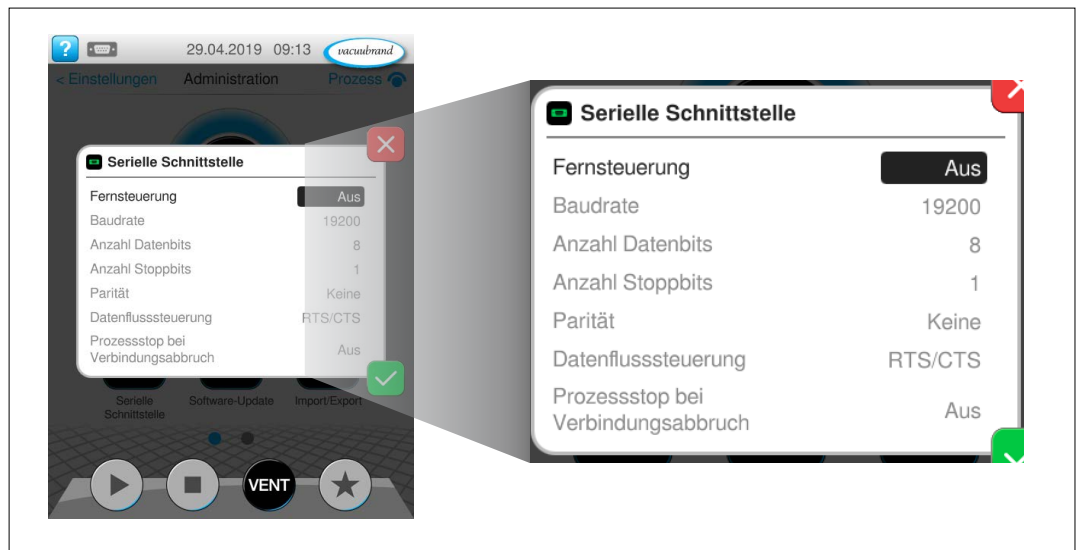 ?
29.04.2019 09:13
vacuubrand
< Einstellungen Administration Prozess
Serielle Schnittstelle
Fernsteuerung Aus
Baudrate 19200
Anzahl Datenbits 8
Anzahl Stoppbits 1
Parität Keine
Datenflusssteuerung RTS/CTS
Prozessstop bei
Verbindungsabbruch Aus
Serielle
Schnittstelle
Software-Update
Import/Export
VENT
Serielle Schnittstelle
Fernsteuerung Aus
Baudrate 19200
Anzahl Datenbits 8
Anzahl Stoppbits 1
Parität Keine
Datenflusssteuerung RTS/CTS
Prozessstop bei
Verbindungsabbruch Aus